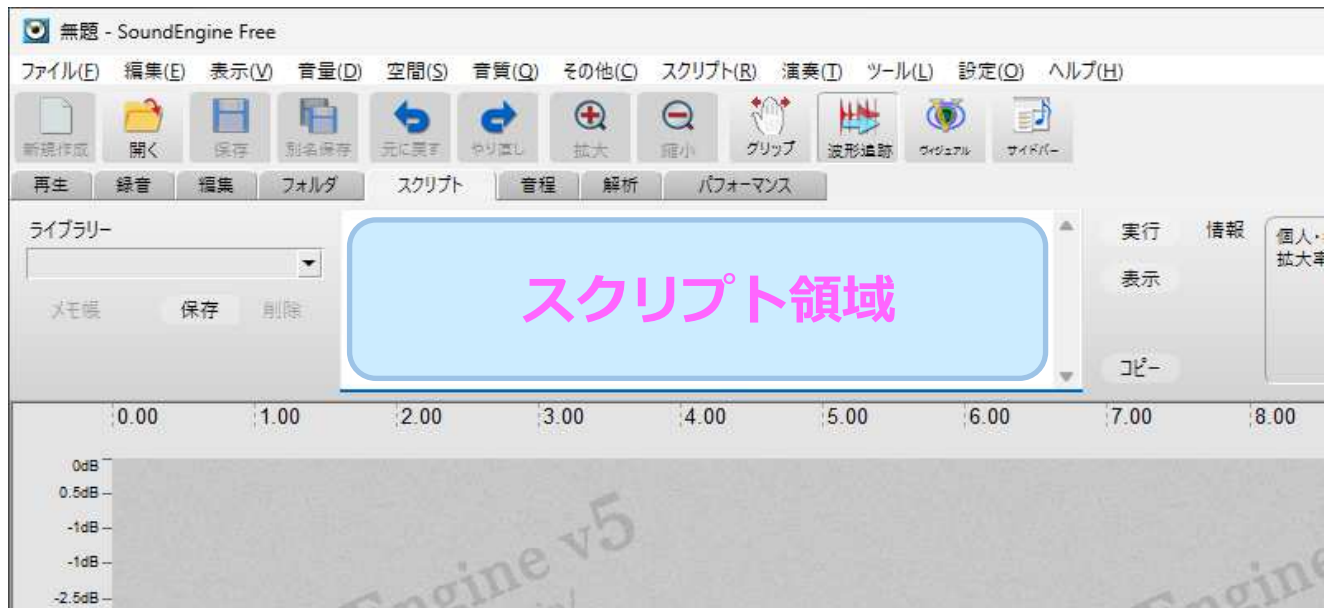 無題 - SoundEngine Free
ファイル(F) 編集(E) 表示(V) 音量(D) 空間(S) 音質(Q) その他(C) スクリプト(R) 演奏(T) ツール(L) 設定(O) ヘルプ(H)
新規作成 開く 保存 別名保存 元に戻す やり直し 拡大 縮小 グリップ 波形追跡 ヴィジュアル サイドバー
再生 録音 編集 フォルダ スクリプト 音程 解析 パフォーマンス
ライブラリー
メモ帳 保存 削除
スクリプト領域
実行 情報
表示
コピー
個人・
拡大率
0.00 1.00 2.00 3.00 4.00 5.00 6.00 7.00 8.00
0dB
0.5dB
-1dB
-1dB
-2.5dB
Engine v5
ngine